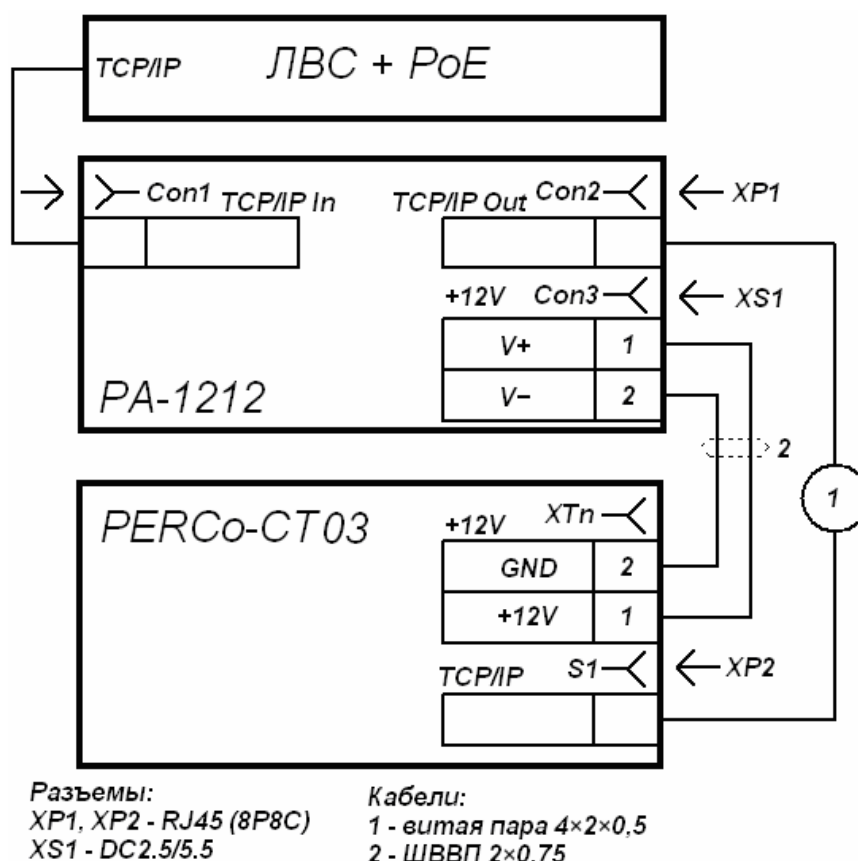 TCP/IP ЛВС + PoE
Con1 TCP/IP In TCP/IP Out Con2 XP1
+12V Con3 XS1
V+ 1
PA-1212 V− 2
2
1
PERCo-CT03 +12V XTn
GND 2
+12V 1
TCP/IP S1 XP2
Разъемы:
XP1, XP2 - RJ45 (8P8C)
XS1 - DC2.5/5.5
Кабели:
1 - витая пара 4×2×0,5
2 - ШВВП 2×0,75